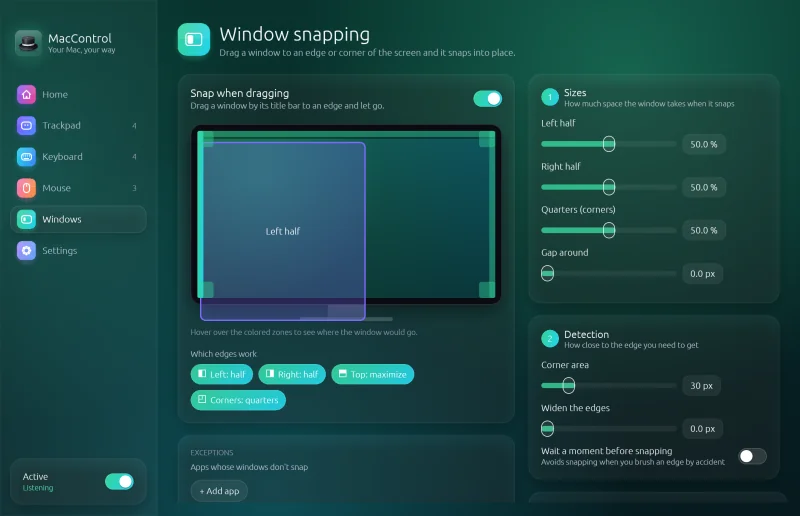 MacControl
Your Mac, your way
Home
Trackpad 4
Keyboard 4
Mouse 3
Windows
Settings
Active
Listening
Window snapping
Drag a window to an edge or corner of the screen and it snaps into place.
Snap when dragging
Drag a window by its title bar to an edge and let go.
Left half
Hover over the colored zones to see where the window would go.
Which edges work
Left: half
Right: half
Top: maximize
Corners: quarters
EXCEPTIONS
Apps whose windows don't snap
+ Add app
1 Sizes
How much space the window takes when it snaps
Left half
50.0 %
Right half
50.0 %
Quarters (corners)
50.0 %
Gap around
0.0 px
2 Detection
How close to the edge you need to get
Corner area
30 px
Widen the edges
0.0 px
Wait a moment before snapping
Avoids snapping when you brush an edge by accident